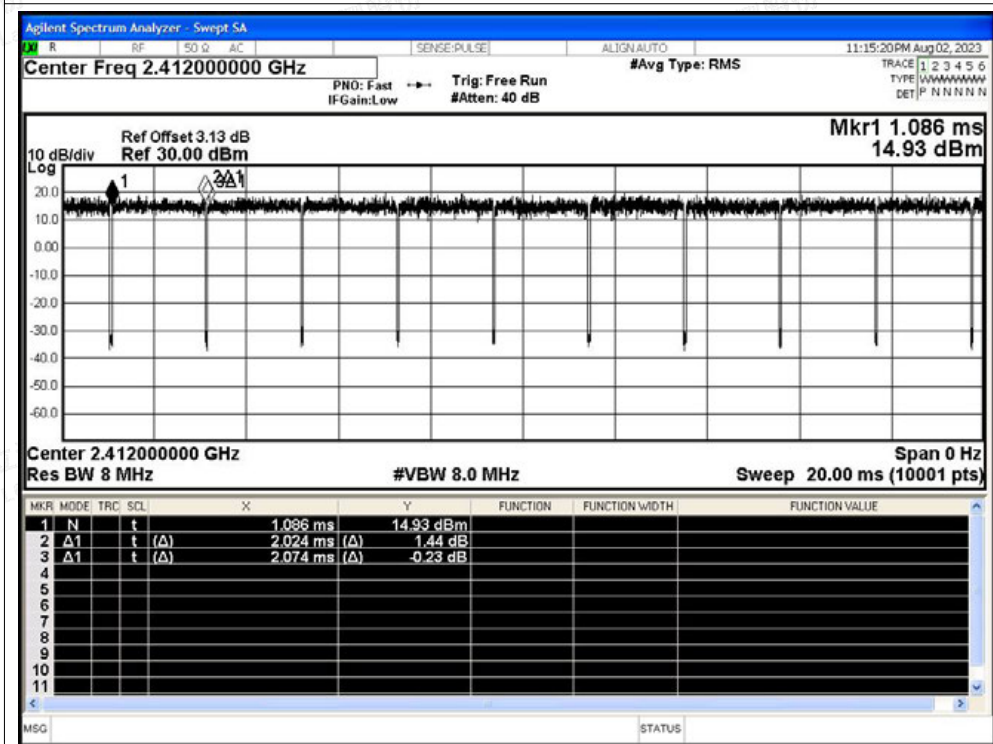 Agilent Spectrum Analyzer - Swept SA
LXI R RF 50 Ω AC SENSE:PULSE ALIGN AUTO 11:15:20 PM Aug 02, 2023
Center Freq 2.412000000 GHz #Avg Type: RMS TRACE 1 2 3 4 5 6
PNO: Fast Trig: Free Run TYPE WWWWWW
IFGain:Low #Atten: 40 dB DET P N N N N N
Mkr1 1.086 ms
Ref Offset 3.13 dB
10 dB/div Ref 30.00 dBm 14.93 dBm
Log
1 2Δ1 3Δ1
20.0
10.0
0.00
-10.0
-20.0
-30.0
-40.0
-50.0
-60.0
Center 2.412000000 GHz Span 0 Hz
Res BW 8 MHz #VBW 8.0 MHz Sweep 20.00 ms (10001 pts)
MKR MODE TRC SCL X Y FUNCTION FUNCTION WIDTH FUNCTION VALUE
1 N t 1.086 ms 14.93 dBm
2 Δ1 t (Δ) 2.024 ms (Δ) 1.44 dB
3 Δ1 t (Δ) 2.074 ms (Δ) -0.23 dB
4
5
6
7
8
9
10
11
MSG STATUS